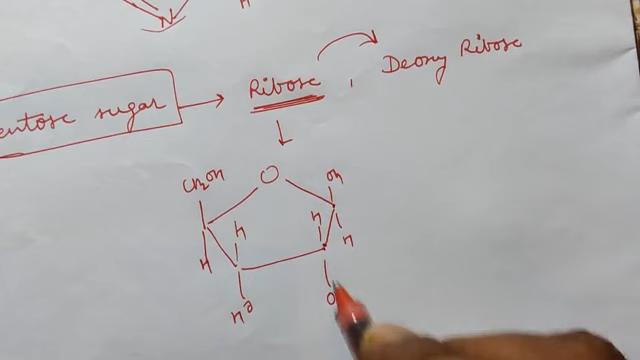 N
H
entose sugar → Ribose , Deoxy Ribose
CH2OH O OH
H H H
H
HO O